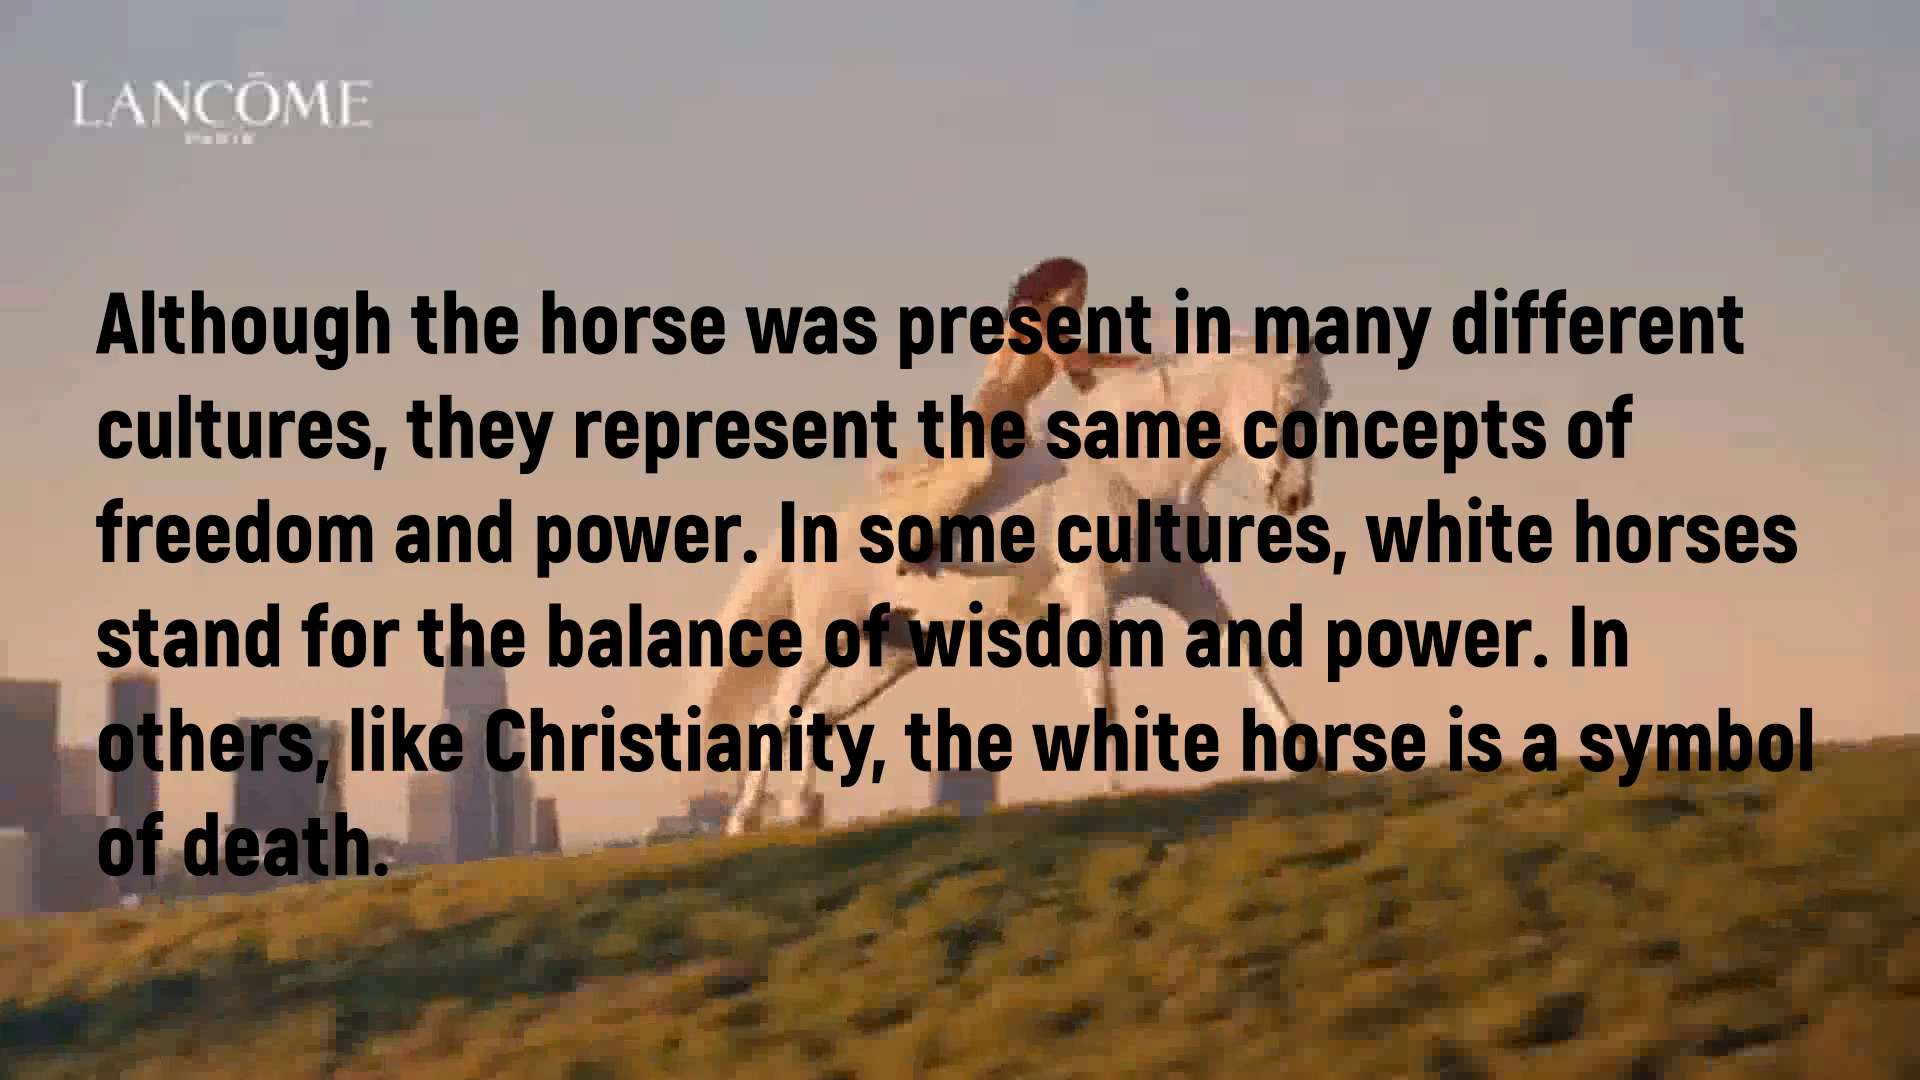 LANCÔME
PARIS
Although the horse was present in many different
cultures, they represent the same concepts of
freedom and power. In some cultures, white horses
stand for the balance of wisdom and power. In
others, like Christianity, the white horse is a symbol
of death.